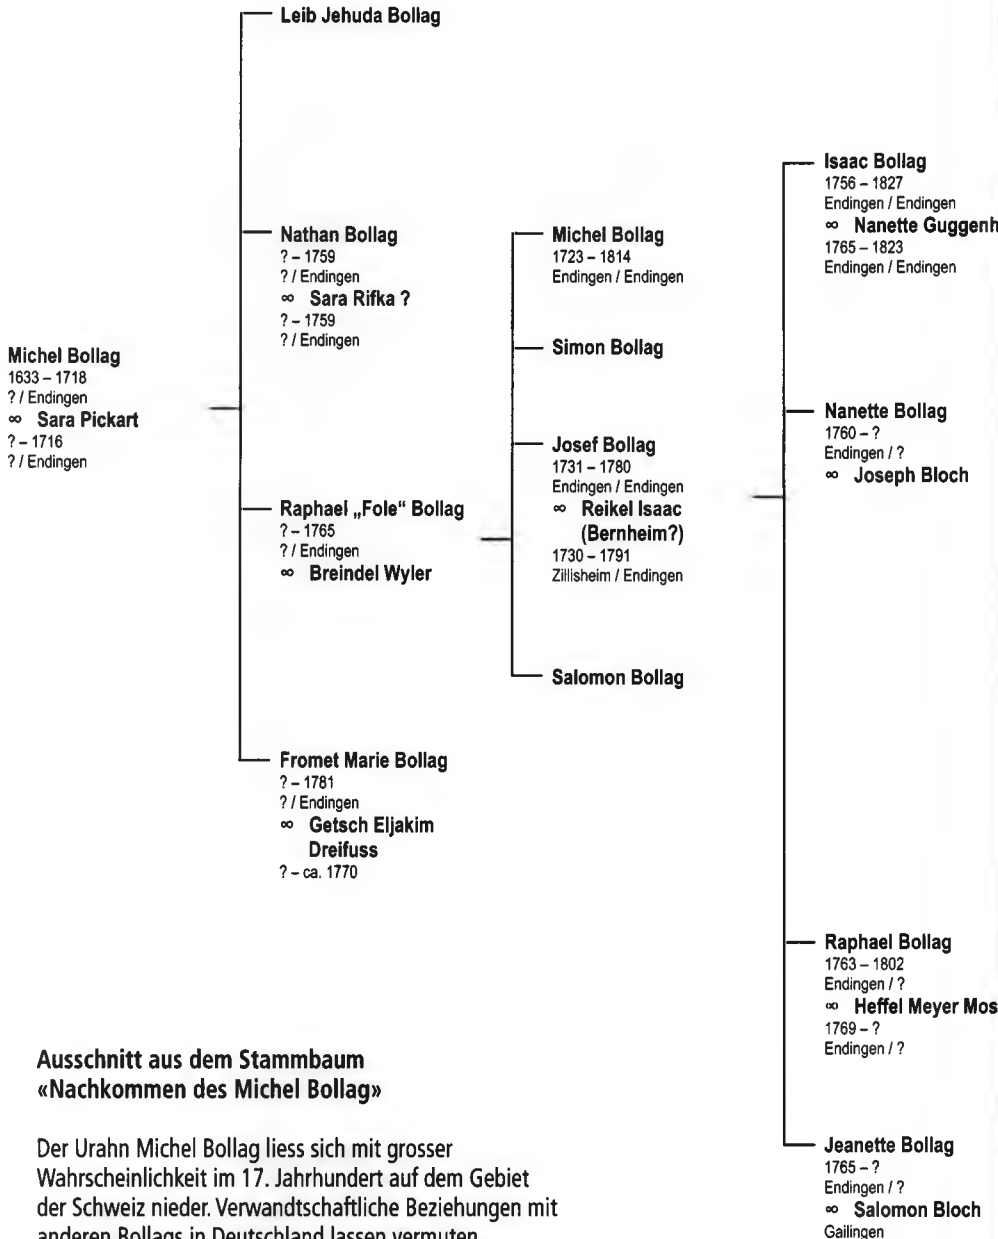 Leib Jehuda Bollag
Isaac Bollag
1756 – 1827
Endingen / Endingen
∞ Nanette Guggenh
1765 – 1823
Endingen / Endingen
Nathan Bollag
? – 1759
? / Endingen
∞ Sara Rifka ?
? – 1759
? / Endingen
Michel Bollag
1723 – 1814
Endingen / Endingen
Simon Bollag
Michel Bollag
1633 – 1718
? / Endingen
∞ Sara Pickart
? – 1716
? / Endingen
Nanette Bollag
1760 – ?
Endingen / ?
∞ Joseph Bloch
Josef Bollag
1731 – 1780
Endingen / Endingen
∞ Reikel Isaac
(Bernheim?)
1730 – 1791
Zillisheim / Endingen
Raphael „Fole“ Bollag
? – 1765
? / Endingen
∞ Breindel Wyler
Salomon Bollag
Fromet Marie Bollag
? – 1781
? / Endingen
∞ Getsch Eljakim
Dreifuss
? – ca. 1770
Raphael Bollag
1763 – 1802
Endingen / ?
∞ Heffel Meyer Mos
1769 – ?
Endingen / ?
Jeanette Bollag
1765 – ?
Endingen / ?
∞ Salomon Bloch
Gailingen
Ausschnitt aus dem Stammbaum
«Nachkommen des Michel Bollag»
Der Urahn Michel Bollag liess sich mit grosser
Wahrscheinlichkeit im 17. Jahrhundert auf dem Gebiet
der Schweiz nieder. Verwandtschaftliche Beziehungen mit
anderen Bollags in Deutschland lassen vermuten